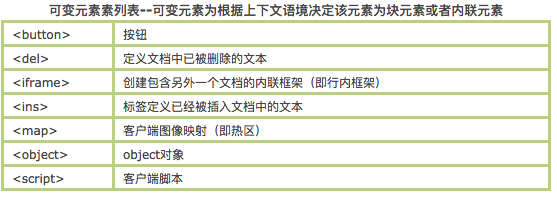 可变元素素列表--可变元素为根据上下文语境决定该元素为块元素或者内联元素
<button> 按钮
<del> 定义文档中已被删除的文本
<iframe> 创建包含另外一个文档的内联框架（即行内框架）
<ins> 标签定义已经被插入文档中的文本
<map> 客户端图像映射（即热区）
<object> object对象
<script> 客户端脚本